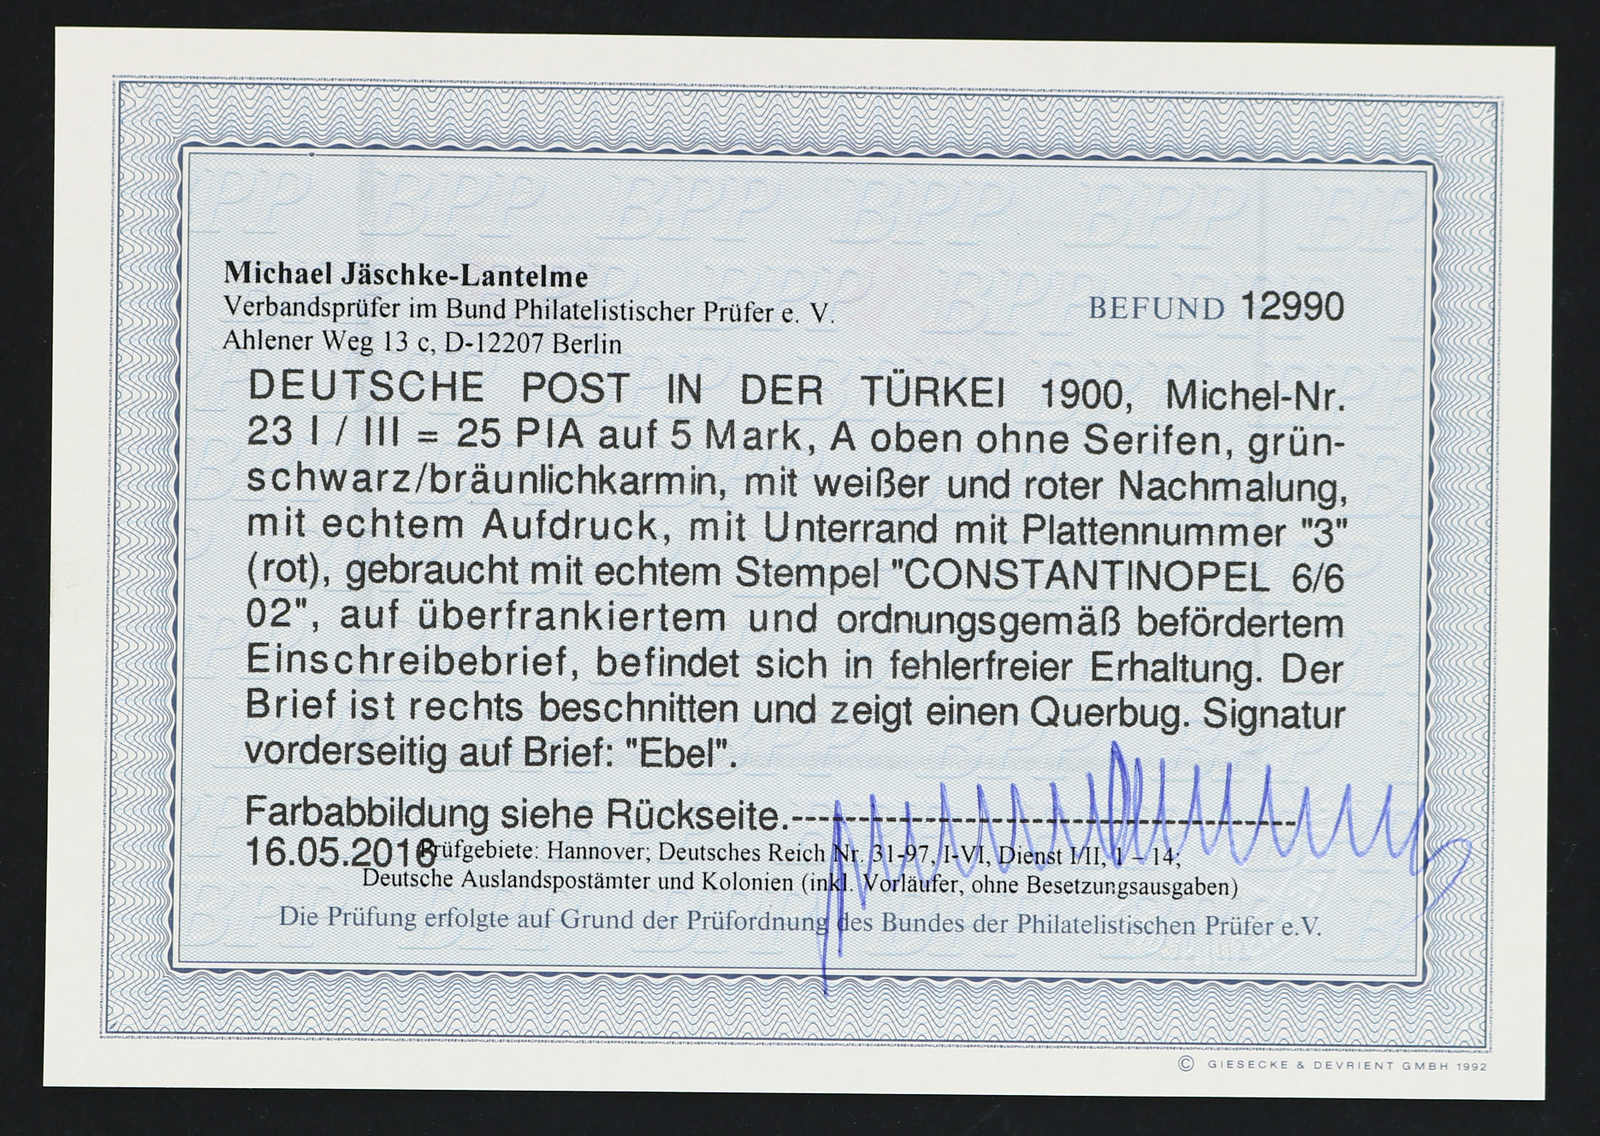 Michael Jäschke-Lantelme
Verbandsprüfer im Bund Philatelistischer Prüfer e. V.
BEFUND 12990
Ahlener Weg 13 c, D-12207 Berlin
DEUTSCHE POST IN DER TÜRKEI 1900, Michel-Nr.
23 I / III = 25 PIA auf 5 Mark, A oben ohne Serifen, grün-
schwarz/bräunlichkarmin, mit weißer und roter Nachmalung,
mit echtem Aufdruck, mit Unterrand mit Plattennummer "3"
(rot), gebraucht mit echtem Stempel "CONSTANTINOPEL 6/6
02", auf überfrankiertem und ordnungsgemäß befördertem
Einschreibebrief, befindet sich in fehlerfreier Erhaltung. Der
Brief ist rechts beschnitten und zeigt einen Querbug. Signatur
vorderseitig auf Brief: "Ebel".
Farbabbildung siehe Rückseite.------------------------------------------
16.05.2016
Prüfgebiete: Hannover; Deutsches Reich Nr. 31-97, I-VI, Dienst I/II, 1 – 14;
Deutsche Auslandspostämter und Kolonien (inkl. Vorläufer, ohne Besetzungsausgaben)
Die Prüfung erfolgte auf Grund der Prüfordnung des Bundes der Philatelistischen Prüfer e.V.
© GIESECKE & DEVRIENT GMBH 1992